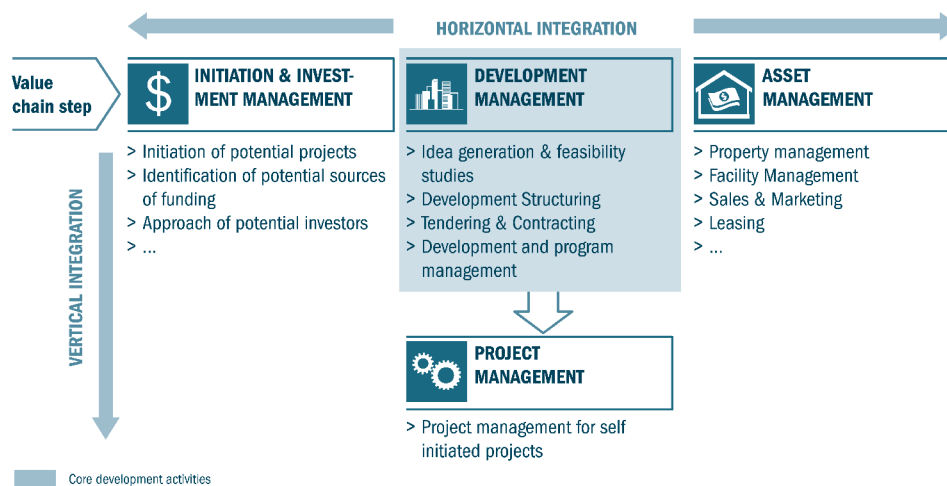 HORIZONTAL INTEGRATION
Value
chain step
INITIATION & INVEST-
MENT MANAGEMENT
> Initiation of potential projects
> Identification of potential sources
of funding
> Approach of potential investors
> ...
DEVELOPMENT
MANAGEMENT
> Idea generation & feasibility
studies
> Development Structuring
> Tendering & Contracting
> Development and program
management
ASSET
MANAGEMENT
> Property management
> Facility Management
> Sales & Marketing
> Leasing
> ...
VERTICAL INTEGRATION
PROJECT
MANAGEMENT
> Project management for self
initiated projects
Core development activities